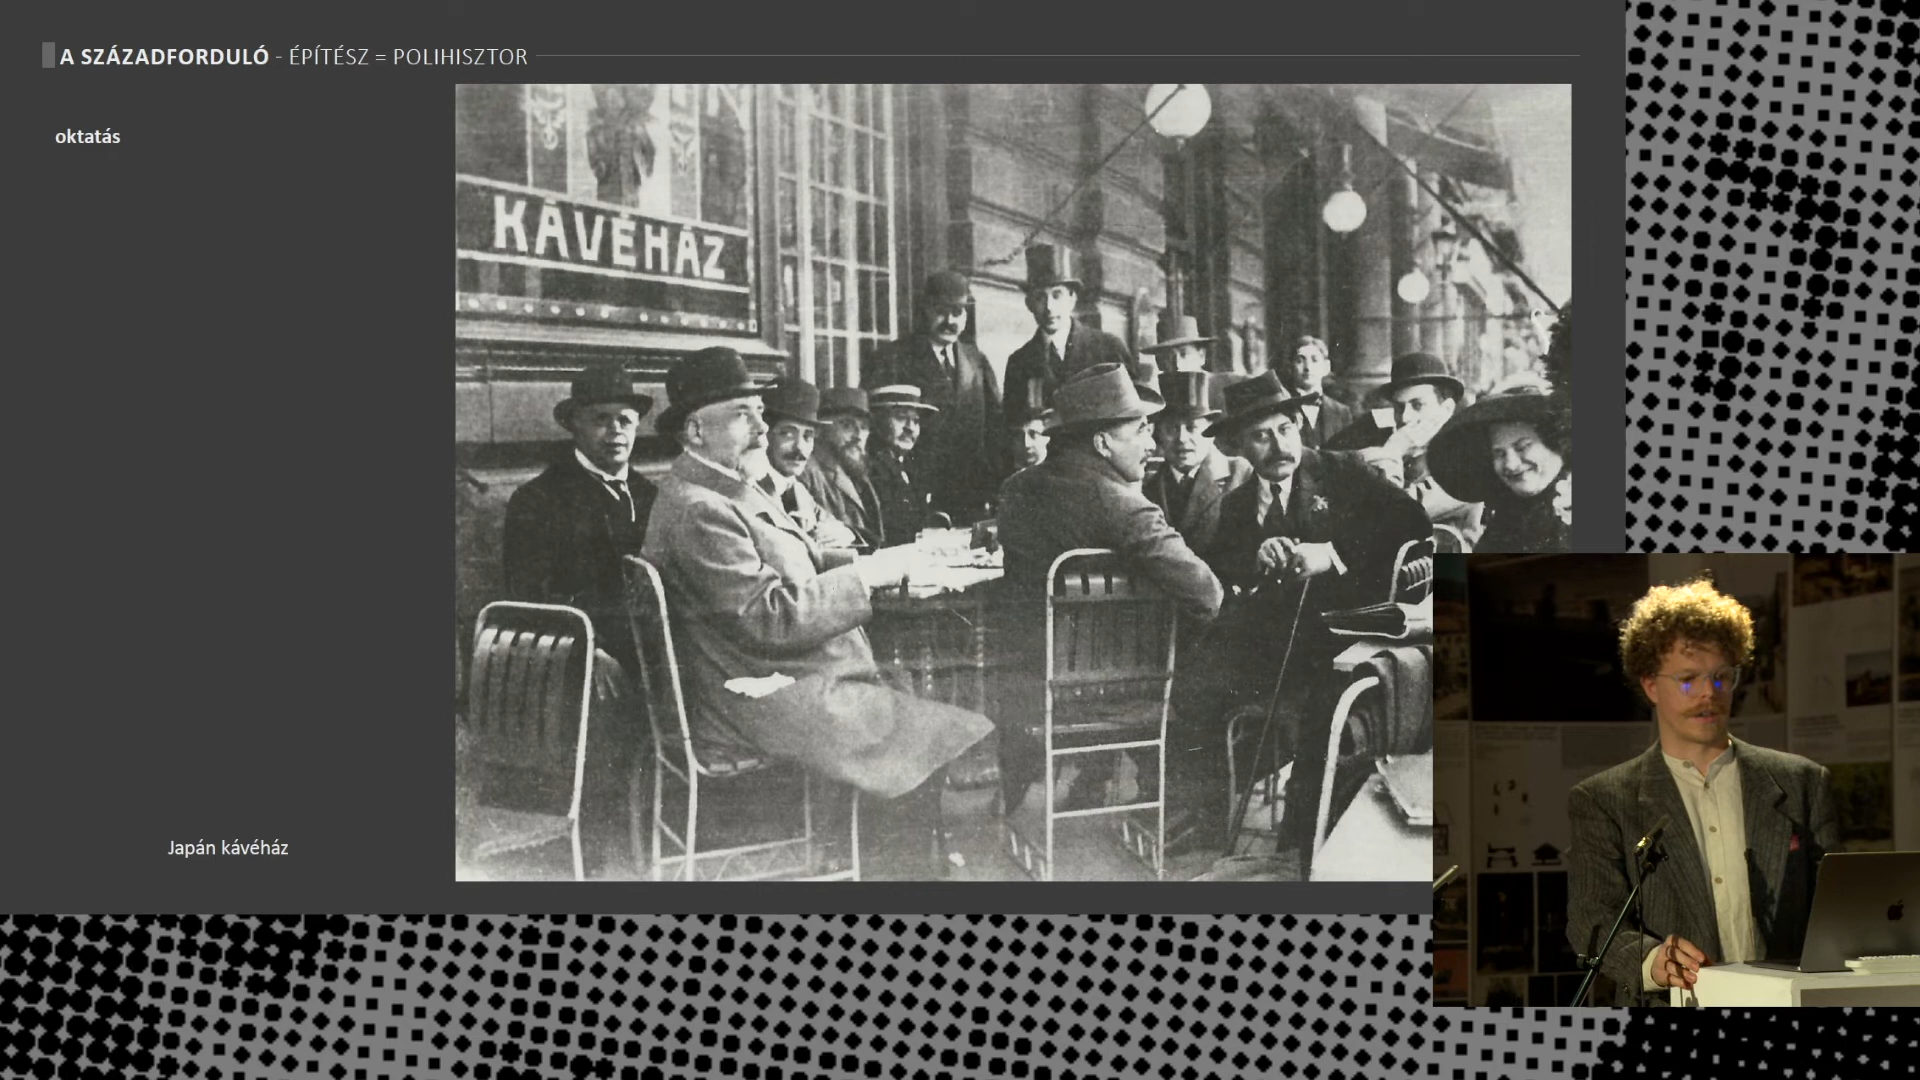 A SZÁZADFORDULÓ - ÉPÍTÉSZ = POLIHISZTOR
oktatás
KÁVÉHÁZ
Japán kávéház